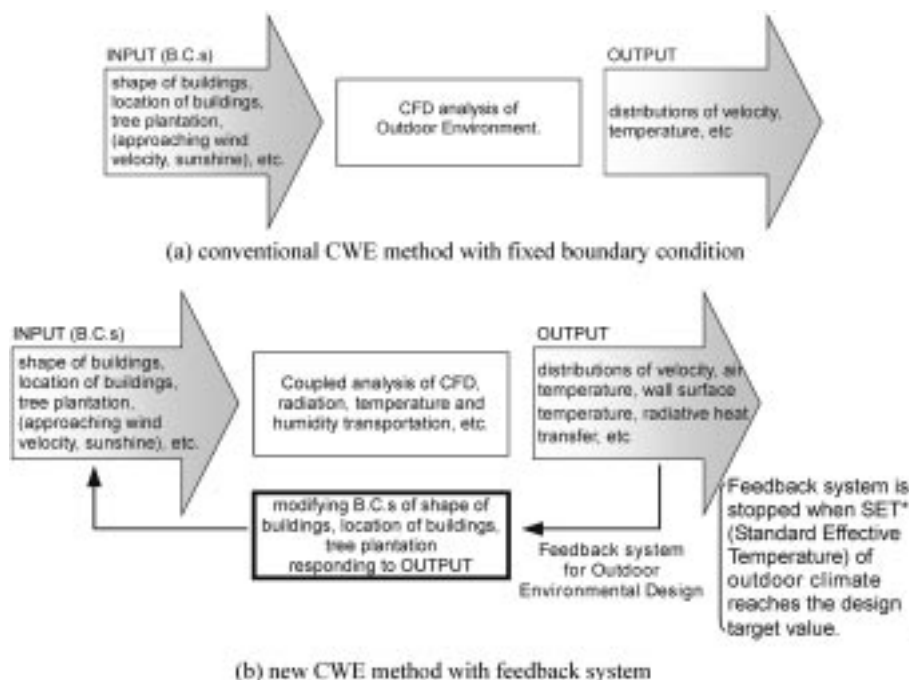 INPUT (B.C.s)
shape of buildings,
location of buildings,
tree plantation,
(approaching wind
velocity, sunshine), etc.
CFD analysis of
Outdoor Environment.
OUTPUT
distributions of velocity,
temperature, etc
(a) conventional CWE method with fixed boundary condition
INPUT (B.C.s)
shape of buildings,
location of buildings,
tree plantation,
(approaching wind
velocity, sunshine), etc.
Coupled analysis of CFD,
radiation, temperature and
humidity transportation, etc.
OUTPUT
distributions of velocity, air
temperature, wall surface
temperature, radiative heat
transfer, etc
modifying B.C.s of shape of
buildings, location of buildings,
tree plantation
responding to OUTPUT
Feedback system
for Outdoor
Environmental Design
Feedback system is
stopped when SET*
(Standard Effective
Temperature) of
outdoor climate
reaches the design
target value.
(b) new CWE method with feedback system